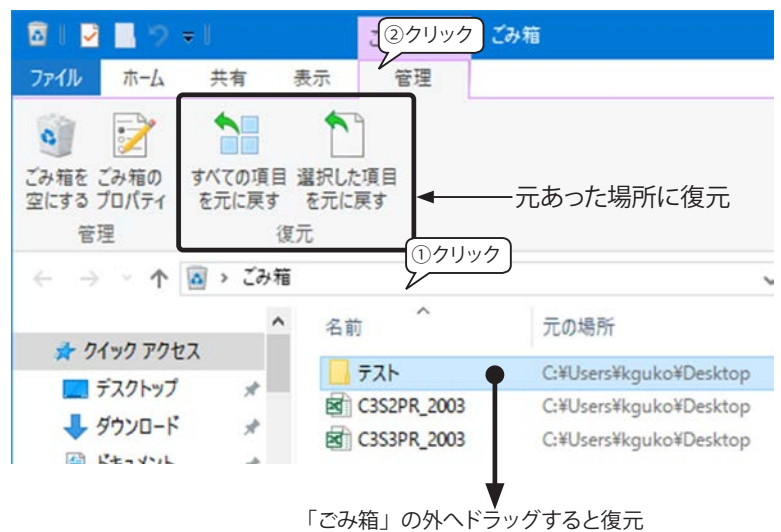 ②クリック
ごみ箱
ファイル ホーム 共有 表示 管理
ごみ箱を
空にする
ごみ箱の
プロパティ
すべての項目
を元に戻す
選択した項目
を元に戻す
元あった場所に復元
管理 復元
①クリック
ごみ箱
名前 元の場所
クイック アクセス
テスト C:¥Users¥kguko¥Desktop
デスクトップ
C3S2PR_2003 C:¥Users¥kguko¥Desktop
ダウンロード
C3S3PR_2003 C:¥Users¥kguko¥Desktop
「ごみ箱」の外へドラッグすると復元